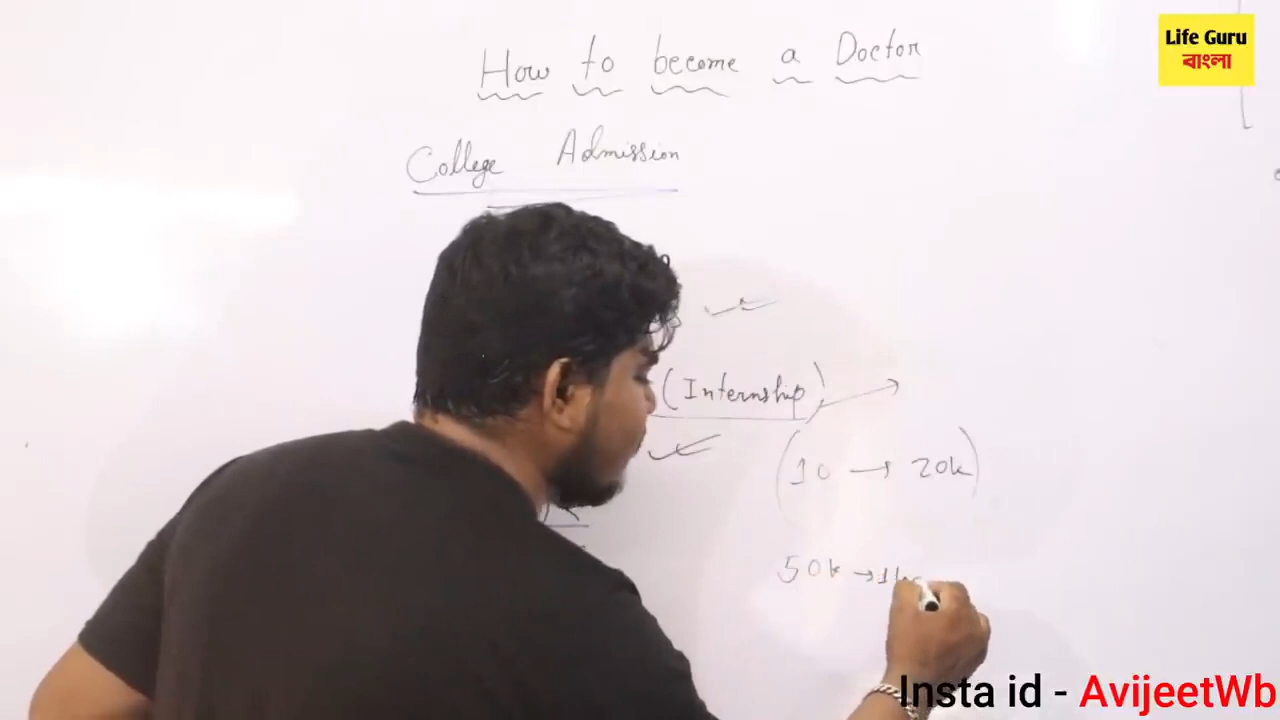 How to become a Doctor
Life Guru
বাংলা
College Admission
(Internship)
(10 → 20k)
50k →
Insta id - AvijeetWb